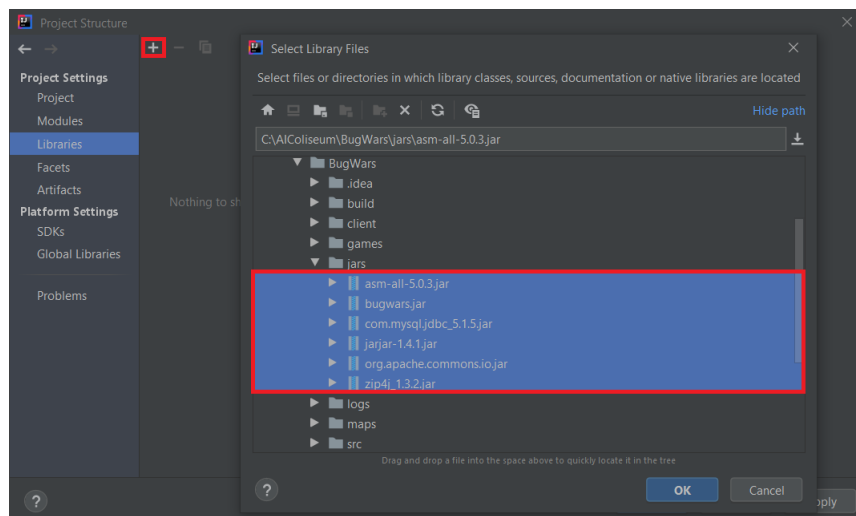 Project Structure
Project Settings
Project
Modules
Libraries
Facets
Artifacts
Platform Settings
SDKs
Global Libraries
Problems
Nothing to sh
Select Library Files
Select files or directories in which library classes, sources, documentation or native libraries are located
Hide path
C:\AIColiseum\BugWars\jars\asm-all-5.0.3.jar
BugWars
.idea
build
client
games
jars
asm-all-5.0.3.jar
bugwars.jar
com.mysql.jdbc_5.1.5.jar
jarjar-1.4.1.jar
org.apache.commons.io.jar
zip4j_1.3.2.jar
logs
maps
src
Drag and drop a file into the space above to quickly locate it in the tree
? OK Cancel
? pply